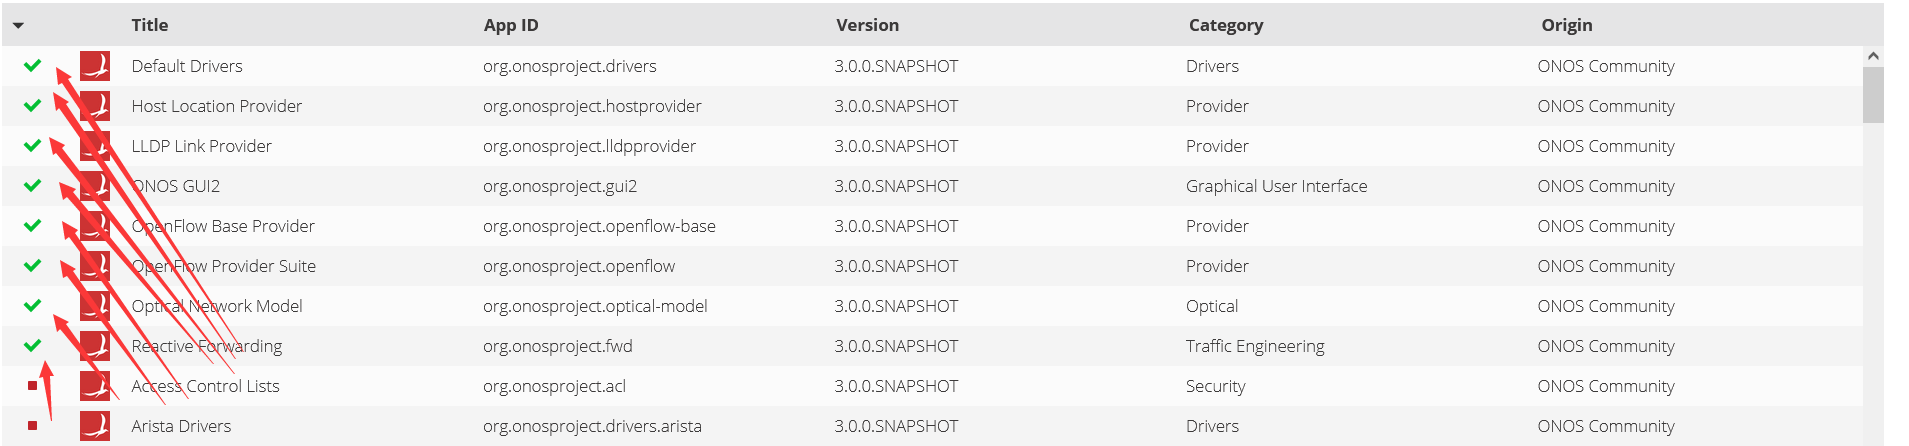 Title App ID Version Category Origin
Default Drivers org.onosproject.drivers 3.0.0.SNAPSHOT Drivers ONOS Community
Host Location Provider org.onosproject.hostprovider 3.0.0.SNAPSHOT Provider ONOS Community
LLDP Link Provider org.onosproject.lldpprovider 3.0.0.SNAPSHOT Provider ONOS Community
ONOS GUI2 org.onosproject.gui2 3.0.0.SNAPSHOT Graphical User Interface ONOS Community
OpenFlow Base Provider org.onosproject.openflow-base 3.0.0.SNAPSHOT Provider ONOS Community
OpenFlow Provider Suite org.onosproject.openflow 3.0.0.SNAPSHOT Provider ONOS Community
Optical Network Model org.onosproject.optical-model 3.0.0.SNAPSHOT Optical ONOS Community
Reactive Forwarding org.onosproject.fwd 3.0.0.SNAPSHOT Traffic Engineering ONOS Community
Access Control Lists org.onosproject.acl 3.0.0.SNAPSHOT Security ONOS Community
Arista Drivers org.onosproject.drivers.arista 3.0.0.SNAPSHOT Drivers ONOS Community